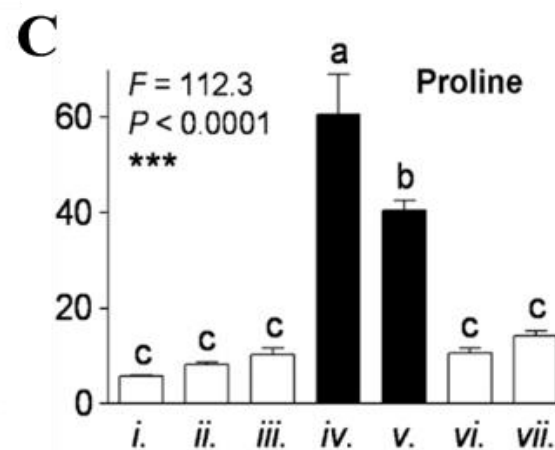 C
a
F = 112.3
Proline
P < 0.0001
60
***
b
40
20
c c c c c
0
i. ii. iii. iv. v. vi. vii.